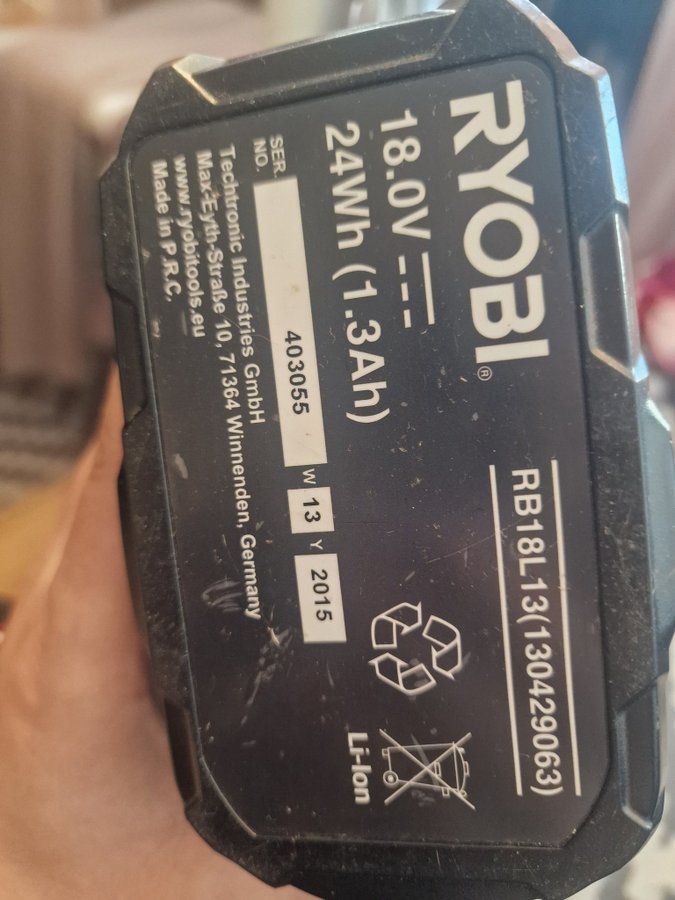 RYOBI®
RB18L13(130429063)
18.0V
24Wh (1.3Ah)
Li-Ion
SER. NO. 403055 W 13 Y 2015
Techtronic Industries GmbH
Max-Eyth-Straße 10, 71364 Winnenden, Germany
www.ryobitools.eu
Made in P.R.C.